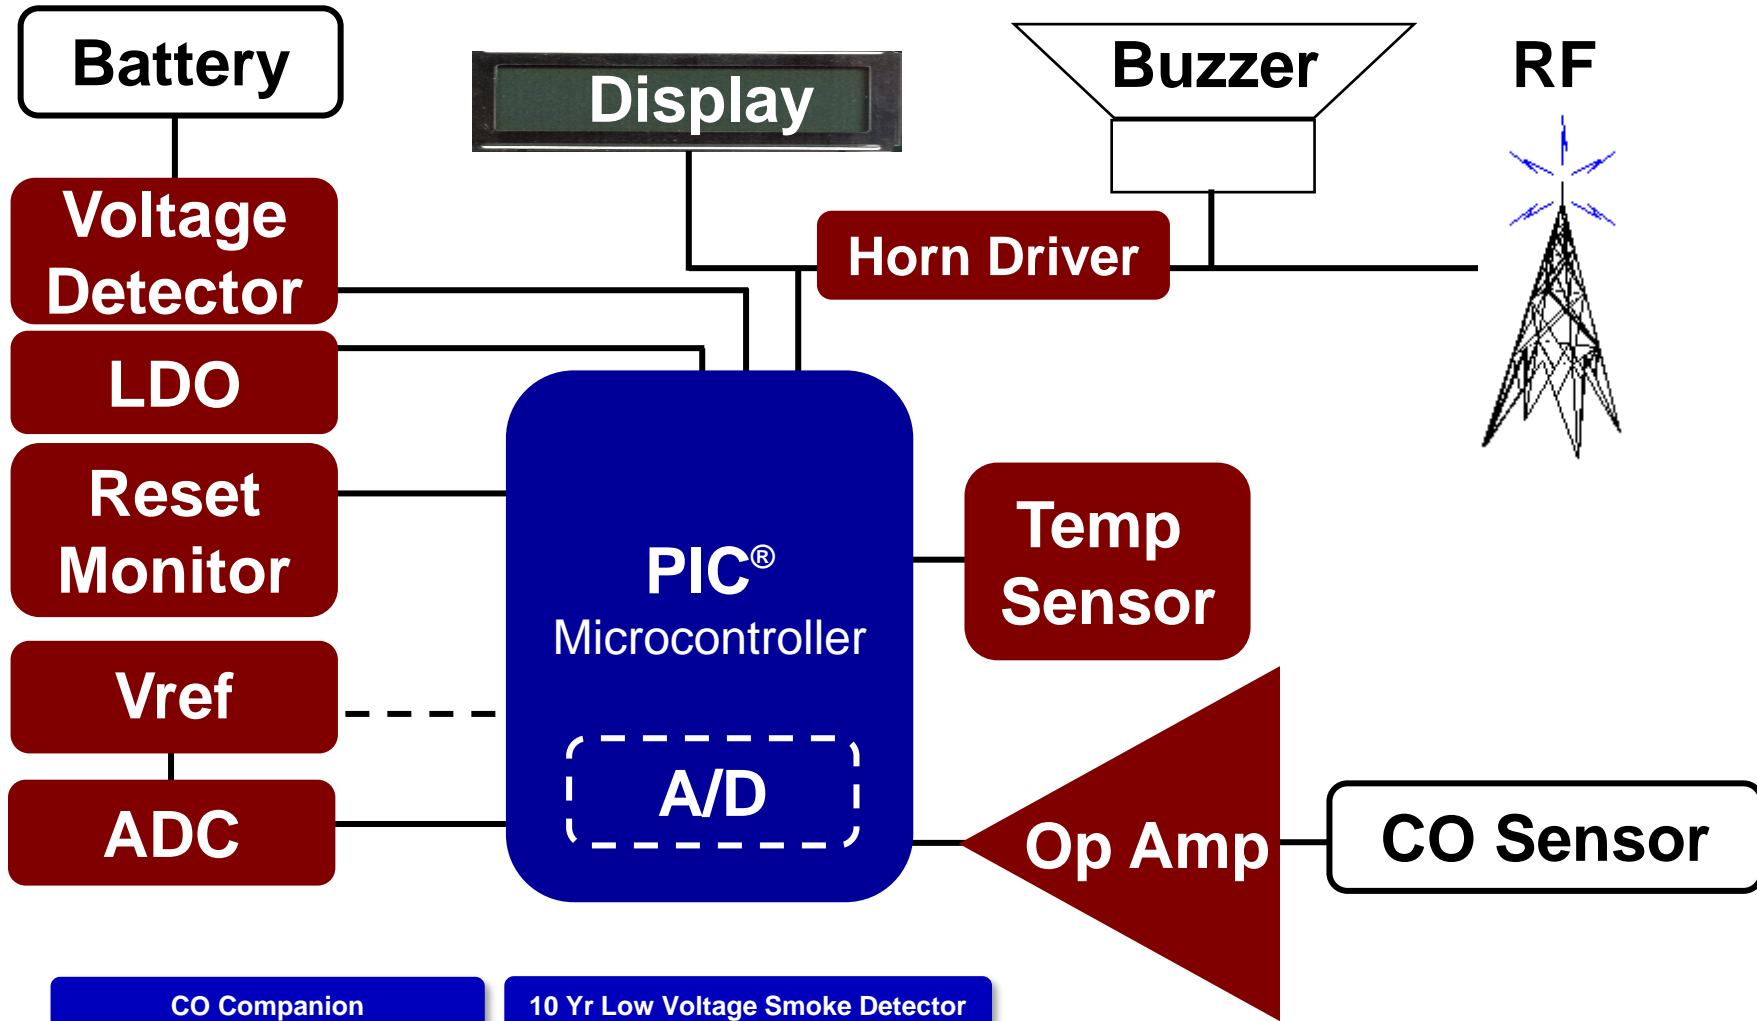 Battery
Display
Buzzer
RF
Voltage
Detector
Horn Driver
LDO
Reset
Monitor
PIC®
Microcontroller
Temp
Sensor
Vref
A/D
ADC
Op Amp
CO Sensor
CO Companion
10 Yr Low Voltage Smoke Detector